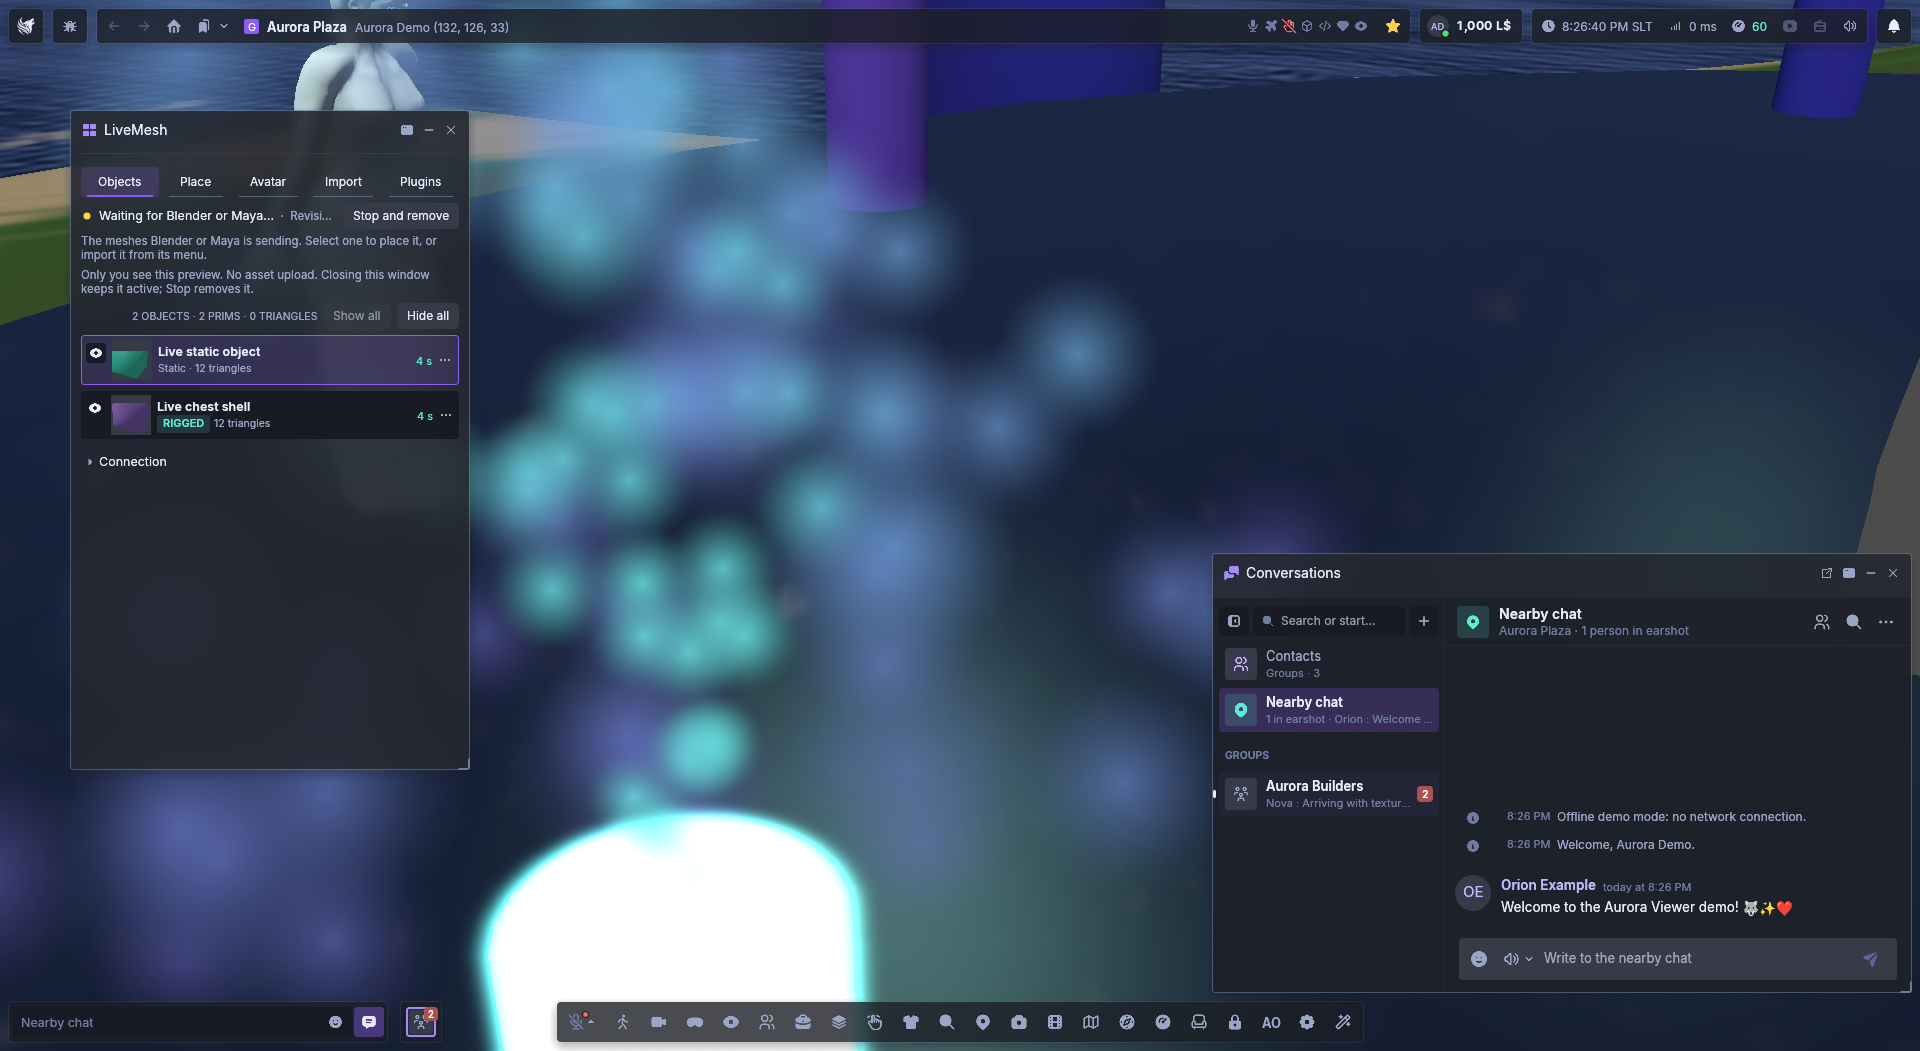 Aurora Plaza Aurora Demo (132, 126, 33)
AD 1,000 L$
8:26:40 PM SLT 0 ms 60
LiveMesh
Objects Place Avatar Import Plugins
Waiting for Blender or Maya... · Revisi... Stop and remove
The meshes Blender or Maya is sending. Select one to place it, or
import it from its menu.
Only you see this preview. No asset upload. Closing this window
keeps it active; Stop removes it.
2 OBJECTS · 2 PRIMS · 0 TRIANGLES Show all Hide all
Live static object
Static · 12 triangles
4 s
Live chest shell
RIGGED 12 triangles
4 s
Connection
Conversations
Search or start...
Contacts
Groups · 3
Nearby chat
1 in earshot · Orion : Welcome ...
GROUPS
Aurora Builders
Nova : Arriving with textur...
2
Nearby chat
Aurora Plaza · 1 person in earshot
8:26 PM Offline demo mode: no network connection.
8:26 PM Welcome, Aurora Demo.
OE
Orion Example today at 8:26 PM
Welcome to the Aurora Viewer demo! 🐺✨❤️
Write to the nearby chat
Nearby chat
2
AO